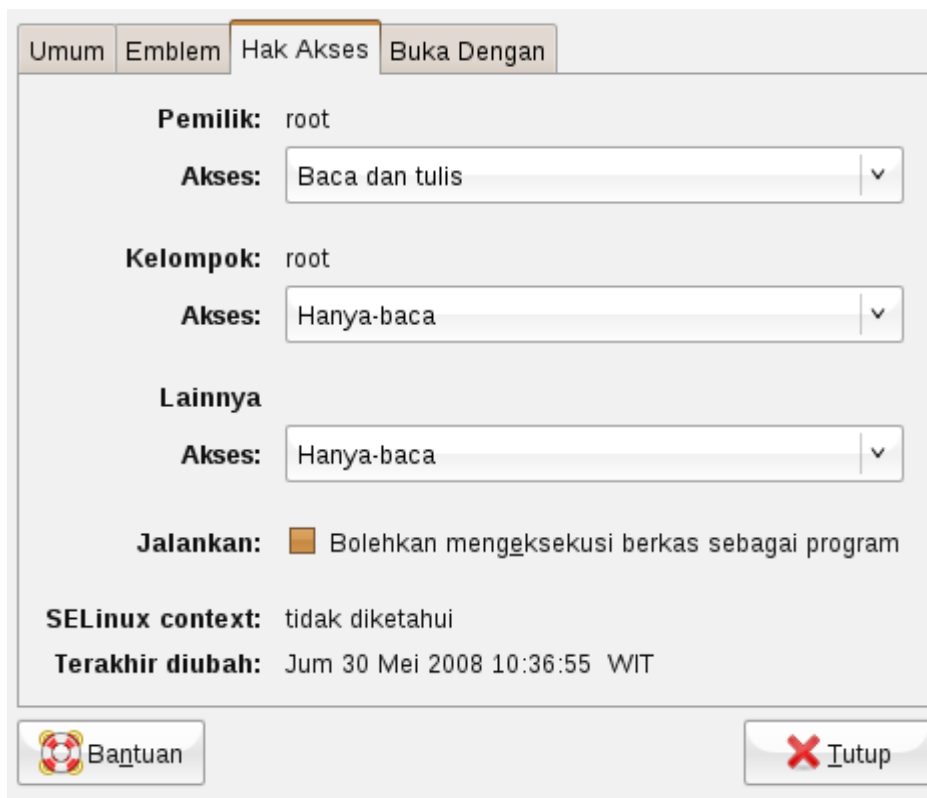 Umum Emblem Hak Akses Buka Dengan
Pemilik: root
Akses: Baca dan tulis
Kelompok: root
Akses: Hanya-baca
Lainnya
Akses: Hanya-baca
Jalankan: Bolehkan mengeksekusi berkas sebagai program
SELinux context: tidak diketahui
Terakhir diubah: Jum 30 Mei 2008 10:36:55 WIT
Bantuan Tutup